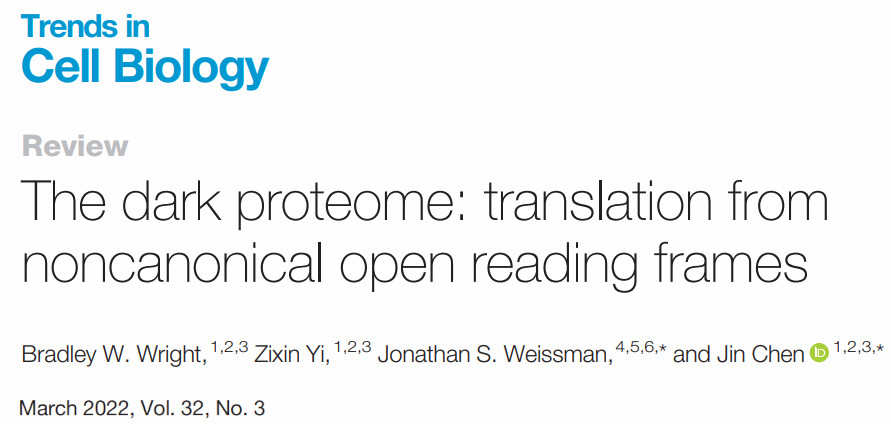 Trends in
Cell Biology
Review
The dark proteome: translation from
noncanonical open reading frames
Bradley W. Wright,1,2,3 Zixin Yi,1,2,3 Jonathan S. Weissman,4,5,6,* and Jin Chen iD 1,2,3,*
March 2022, Vol. 32, No. 3